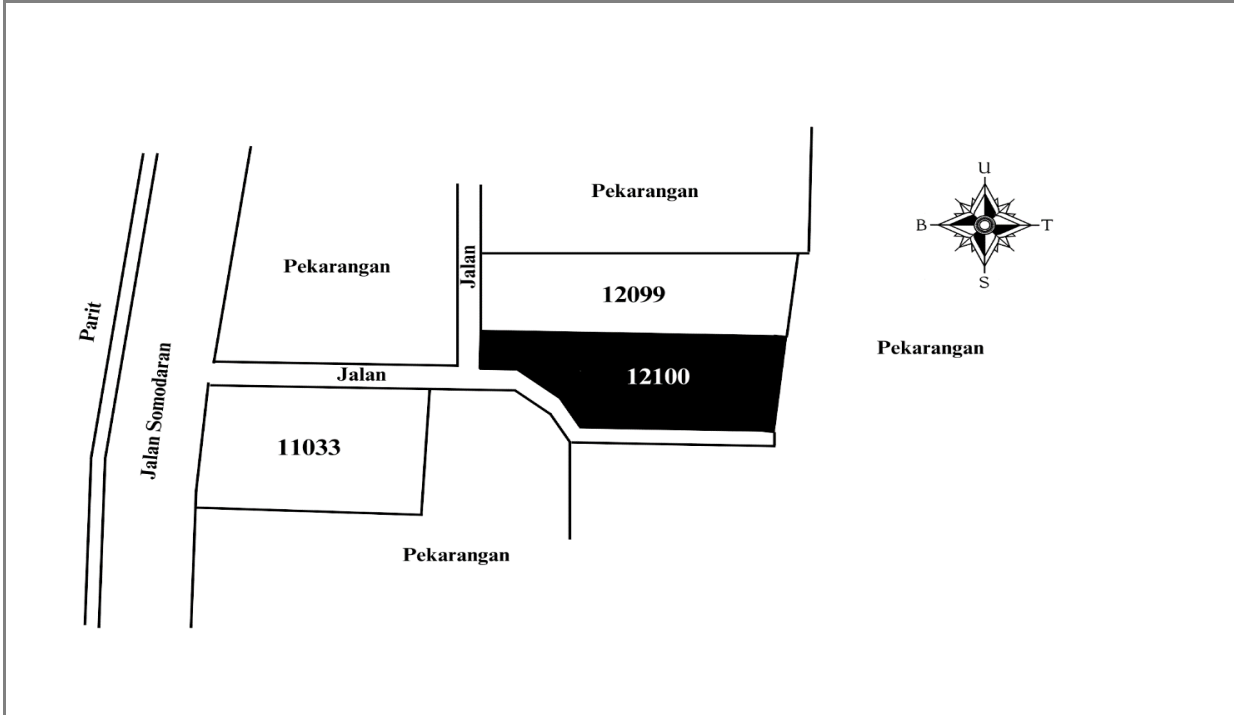 U
Pekarangan
B
T
Pekarangan
Jalan
12099
Parit
Pekarangan
Jalan Somodaran
Jalan
12100
11033
S
Pekarangan